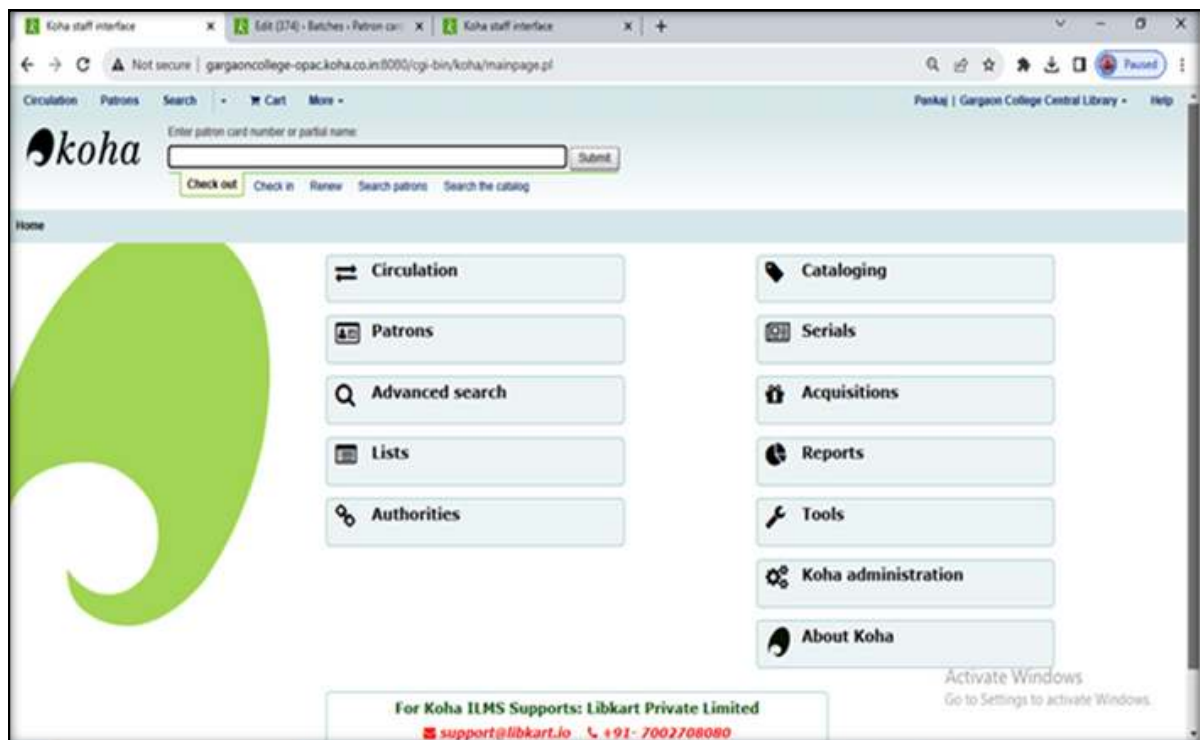 Koha staff interface
Edit (374) › Batches › Patron car
Koha staff interface
Not secure | gargaoncollege-opac.koha.co.in:8080/cgi-bin/koha/mainpage.pl
Paused
Circulation Patrons Search Cart More
Pankaj | Gargaon College Central Library Help
koha
Enter patron card number or partial name:
Submit
Check out Check in Renew Search patrons Search the catalog
Home
Circulation
Cataloging
Patrons
Serials
Advanced search
Acquisitions
Lists
Reports
Authorities
Tools
Koha administration
About Koha
Activate Windows
Go to Settings to activate Windows.
For Koha ILMS Supports: Libkart Private Limited
support@libkart.io +91- 7002708080